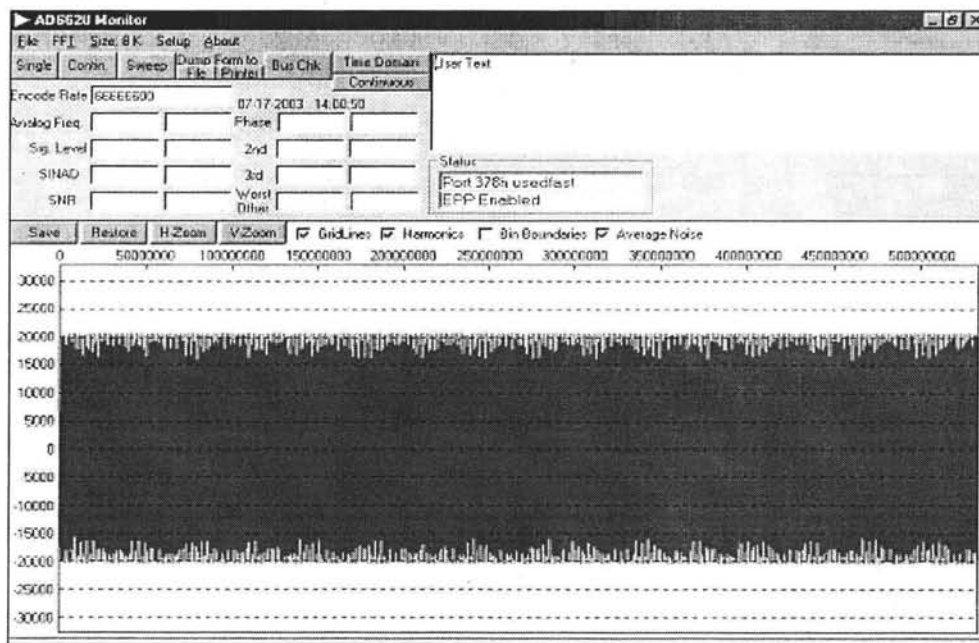 AD6620 Monitor
File FFT Size: 8K Setup About
Single Contin. Sweep Dump to File Form to Printer Bus Chk Time Domain
Continuous
User Text
Encode Rate 66666600
07-17-2003 14:00:50
Analog Freq. Phase
Sig. Level 2nd
SINAD 3rd
SNR Worst Other
Status
Port 378h usedfast
EPP Enabled
Save Restore H-Zoom V-Zoom GridLines Harmonics Bin Boundaries Average Noise
0 50000000 100000000 150000000 200000000 250000000 300000000 350000000 400000000 450000000 500000000
30000
25000
20000
15000
10000
5000
0
-5000
-10000
-15000
-20000
-25000
-30000